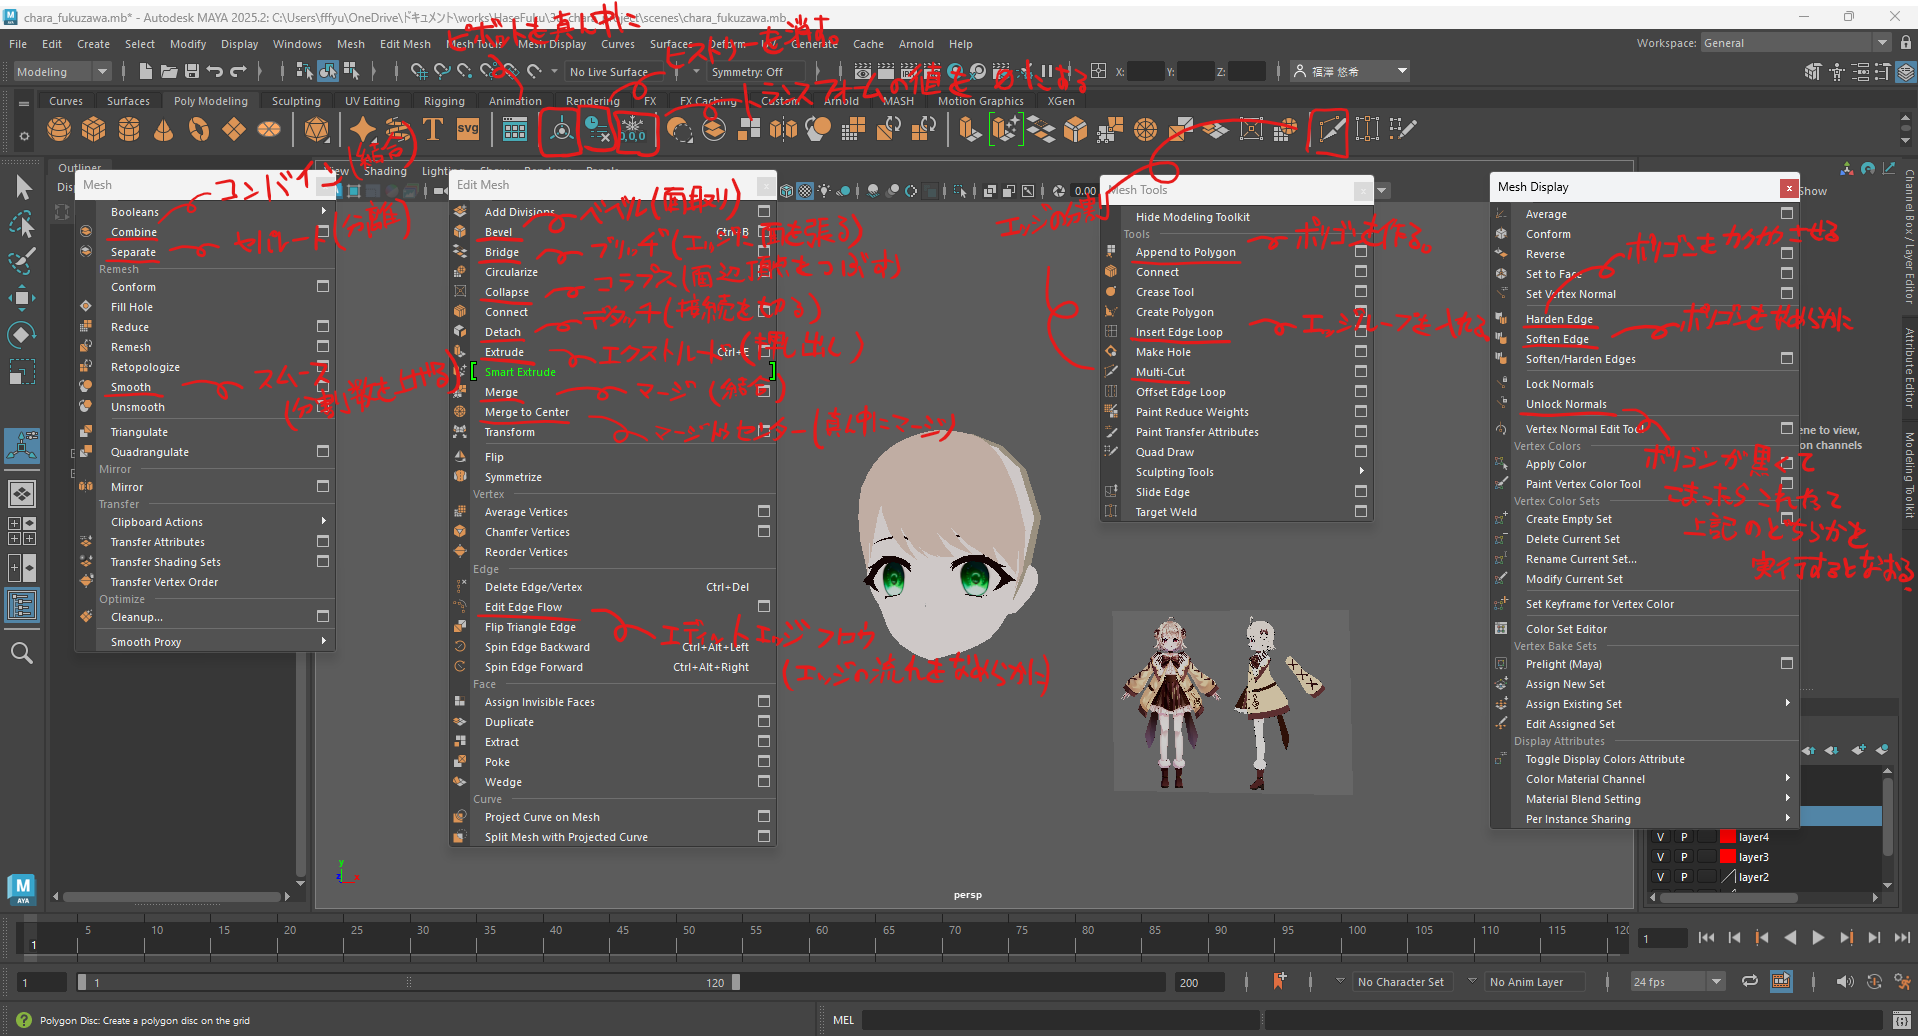 chara_fukuzawa.mb* - Autodesk MAYA 2025.2: C:\Users\fffyu\OneDrive\ドキュメント\works\HaseFuku\3d_chara_project\scenes\chara_fukuzawa.mb
File Edit Create Select Modify Display Windows Mesh Edit Mesh Mesh Tools Mesh Display Curves Surfaces Deform UV Generate Cache Arnold Help
Workspace: General
ピボットを真ん中に
ヒストリーを消す。
トランスフォームの値を0になおる
Modeling No Live Surface Symmetry: Off X: Y: Z: 福澤 悠希
Curves Surfaces Poly Modeling Sculpting UV Editing Rigging Animation Rendering FX FX Caching Custom Arnold MASH Motion Graphics XGen
SVG
0,0,0
Outliner
View Shading Lighting Show Renderer Panels
0.00
Show
Mesh
Booleans
Combine
コンバイン(結合)
Separate
セパレート(分離)
Remesh
Conform
Fill Hole
Reduce
Remesh
Retopologize
Smooth
スムース
(分割数を上げる)
Unsmooth
Triangulate
Quadrangulate
Mirror
Mirror
Transfer
Clipboard Actions
Transfer Attributes
Transfer Shading Sets
Transfer Vertex Order
Optimize
Cleanup...
Smooth Proxy
Edit Mesh
Add Divisions
Bevel Ctrl+B
ベベル(面取り)
Bridge
ブリッヂ(エッジに面を張る)
Circularize
Collapse
コラプス(面辺頂点をつぶす)
Connect
Detach
デタッチ(接続を切る)
Extrude Ctrl+E
エクストルード(押し出し)
Smart Extrude
Merge
マージ(結合)
Merge to Center
マージtoセンター(真ん中にマージ)
Transform
Flip
Symmetrize
Vertex
Average Vertices
Chamfer Vertices
Reorder Vertices
Edge
Delete Edge/Vertex Ctrl+Del
Edit Edge Flow
エディットエッジフロウ
(エッジの流れをなめらかに)
Flip Triangle Edge
Spin Edge Backward Ctrl+Alt+Left
Spin Edge Forward Ctrl+Alt+Right
Face
Assign Invisible Faces
Duplicate
Extract
Poke
Wedge
Curve
Project Curve on Mesh
Split Mesh with Projected Curve
Mesh Tools
エッジの分割
Hide Modeling Toolkit
Tools
Append to Polygon
ポリゴンを作る。
Connect
Crease Tool
Create Polygon
Insert Edge Loop
エッジループを入れる
Make Hole
Multi-Cut
Offset Edge Loop
Paint Reduce Weights
Paint Transfer Attributes
Quad Draw
Sculpting Tools
Slide Edge
Target Weld
Mesh Display
Average
Conform
Reverse
Set to Face
Set Vertex Normal
Harden Edge
ポリゴンをカクカクさせる
Soften Edge
ポリゴンをなめらかに
Soften/Harden Edges
Lock Normals
Unlock Normals
ポリゴンが黒くて
こまったらこれたて
上記のどちらかを
実行するとなおる
Vertex Normal Edit Tool
Vertex Colors
Apply Color
Paint Vertex Color Tool
Vertex Color Sets
Create Empty Set
Delete Current Set
Rename Current Set...
Modify Current Set
Set Keyframe for Vertex Color
Color Set Editor
Vertex Bake Sets
Prelight (Maya)
Assign New Set
Assign Existing Set
Edit Assigned Set
Display Attributes
Toggle Display Colors Attribute
Color Material Channel
Material Blend Setting
Per Instance Sharing
Channel Box / Layer Editor
Attribute Editor
Modeling Toolkit
V P layer4
V P layer3
V P layer2
M
AYA
y
z x
persp
1 5 10 15 20 25 30 35 40 45 50 55 60 65 70 75 80 85 90 95 100 105 110 115 120
1
1 1 120 200 No Character Set No Anim Layer 24 fps
Polygon Disc: Create a polygon disc on the grid
MEL